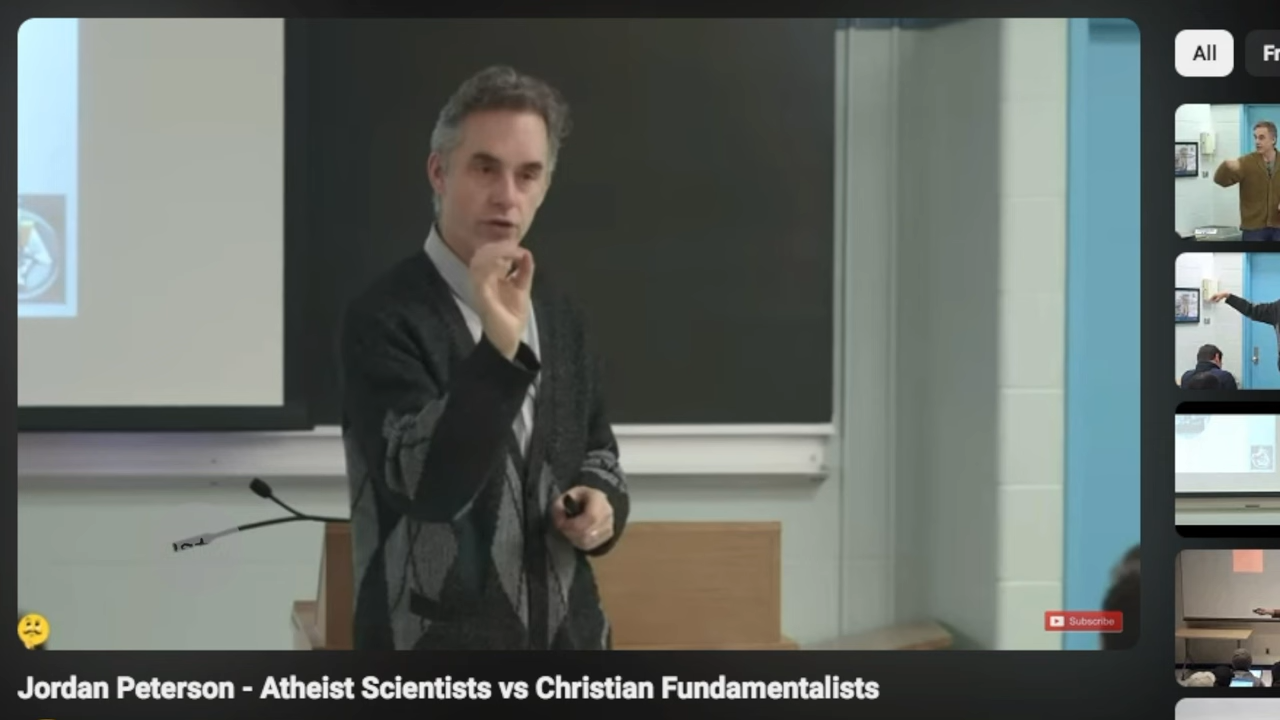 All
Fr
Subscribe
Jordan Peterson - Atheist Scientists vs Christian Fundamentalists